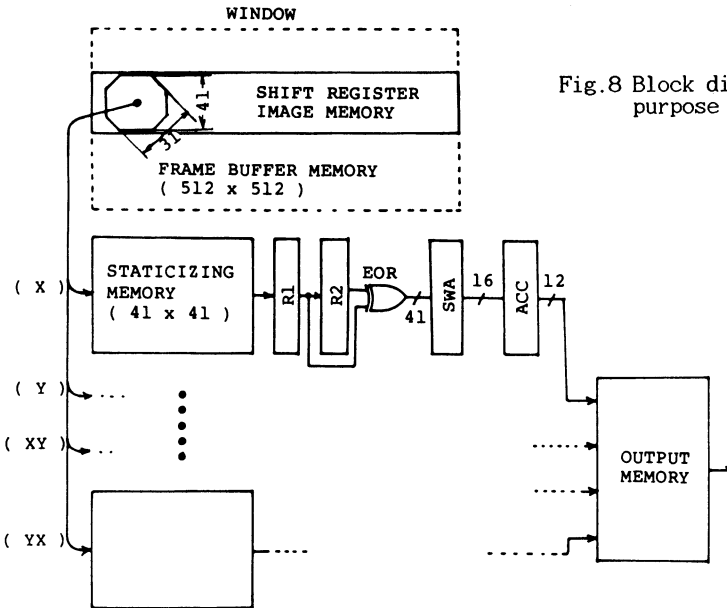 WINDOW
SHIFT REGISTER
IMAGE MEMORY
41
31
FRAME BUFFER MEMORY
( 512 x 512 )
Fig.8 Block di
purpose
( X )
STATICIZING
MEMORY
( 41 x 41 )
R1
R2
EOR
41
SWA
16
ACC
12
( Y )
( XY )
( YX )
OUTPUT
MEMORY